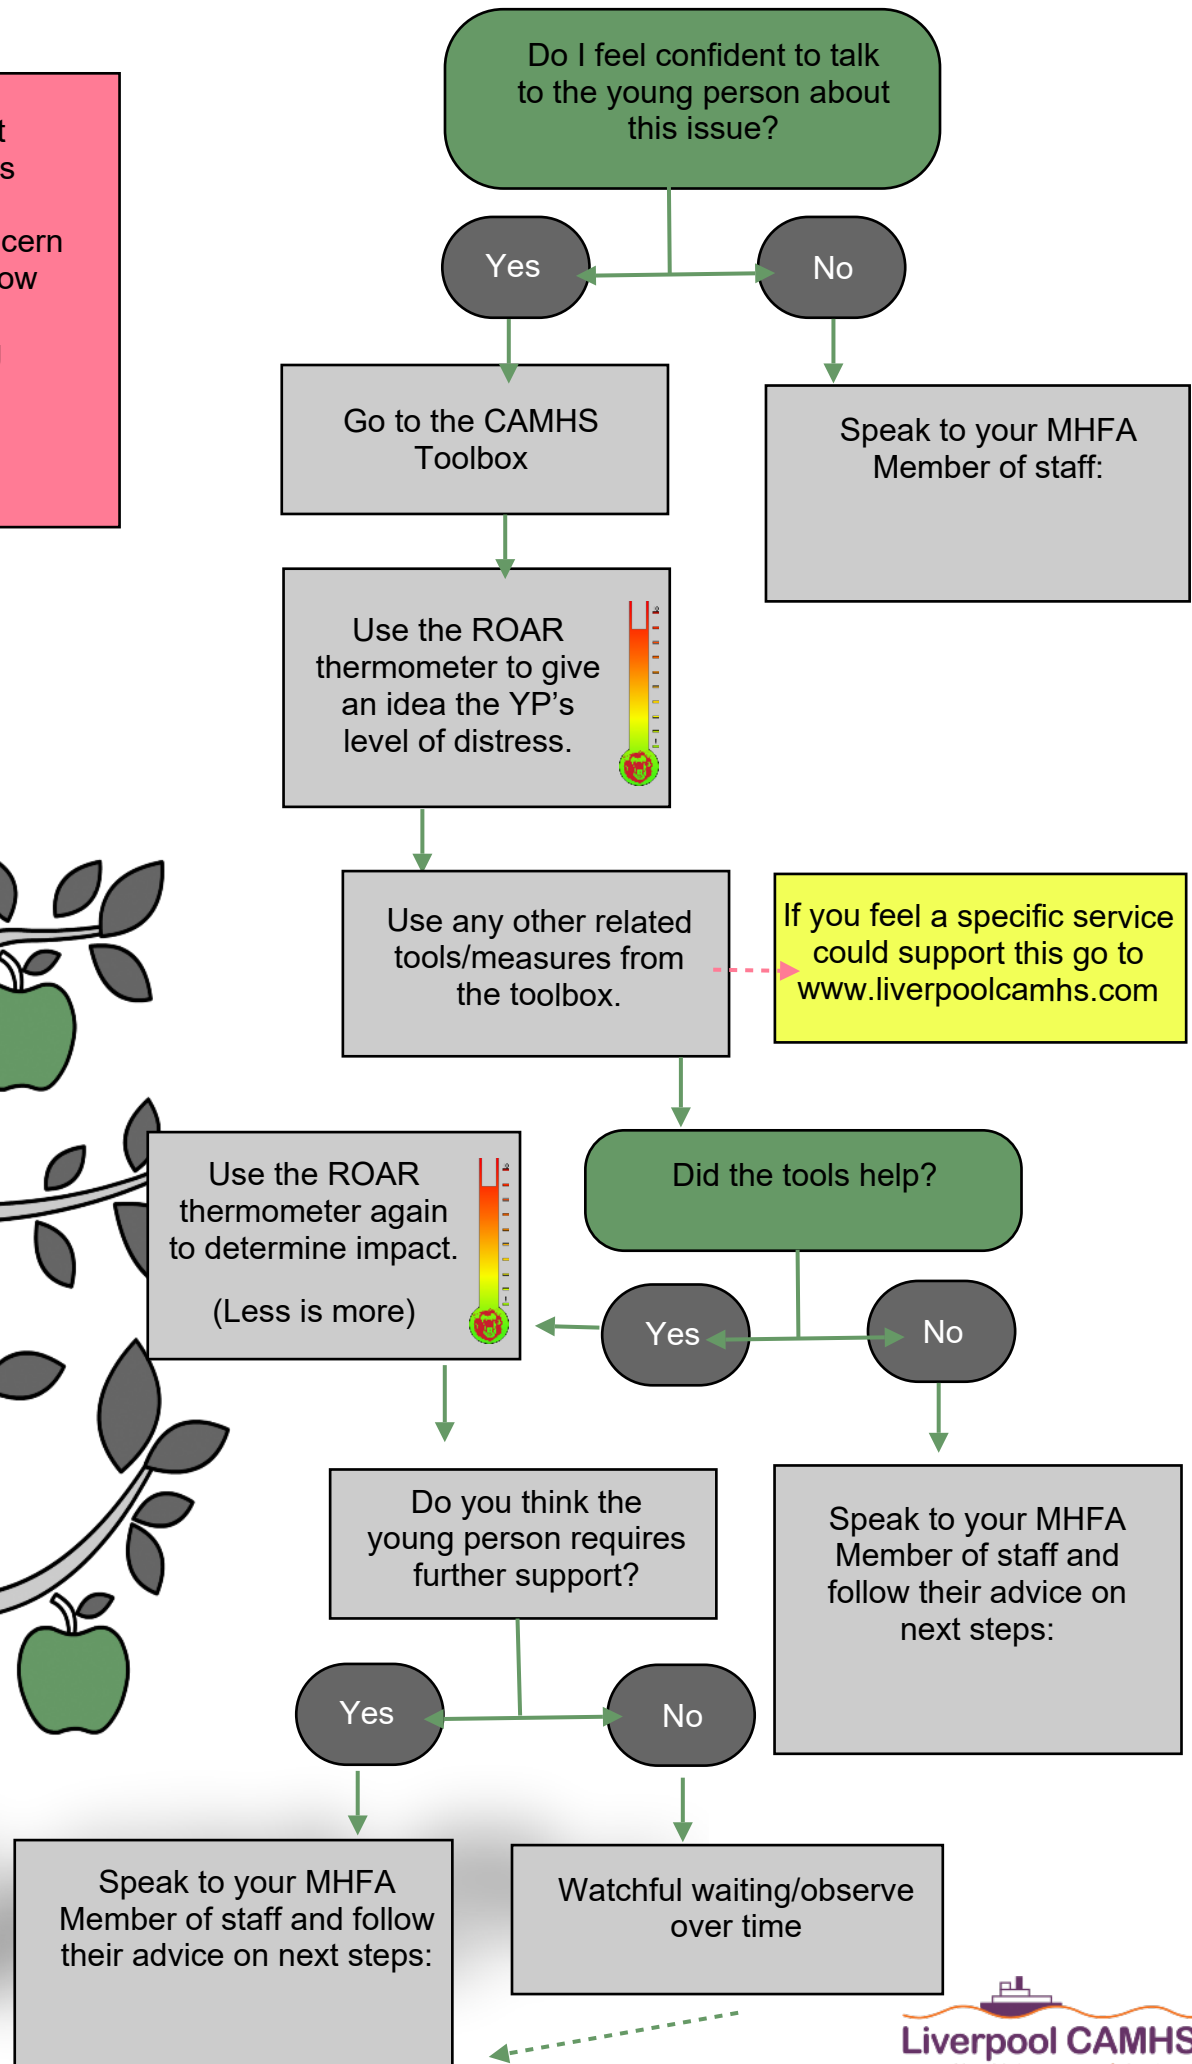 Do I feel confident to talk
to the young person about
this issue?
Yes
No
Go to the CAMHS
Toolbox
Speak to your MHFA
Member of staff:
Use the ROAR
thermometer to give
an idea the YP's
level of distress.
Use any other related
tools/measures from
the toolbox.
If you feel a specific service
could support this go to
www.liverpoolcamhs.com
Did the tools help?
Use the ROAR
thermometer again
to determine impact.
(Less is more)
Yes
No
Do you think the
young person requires
further support?
Speak to your MHFA
Member of staff and
follow their advice on
next steps:
Yes
No
Speak to your MHFA
Member of staff and follow
their advice on next steps:
Watchful waiting/observe
over time
Liverpool CAMHS